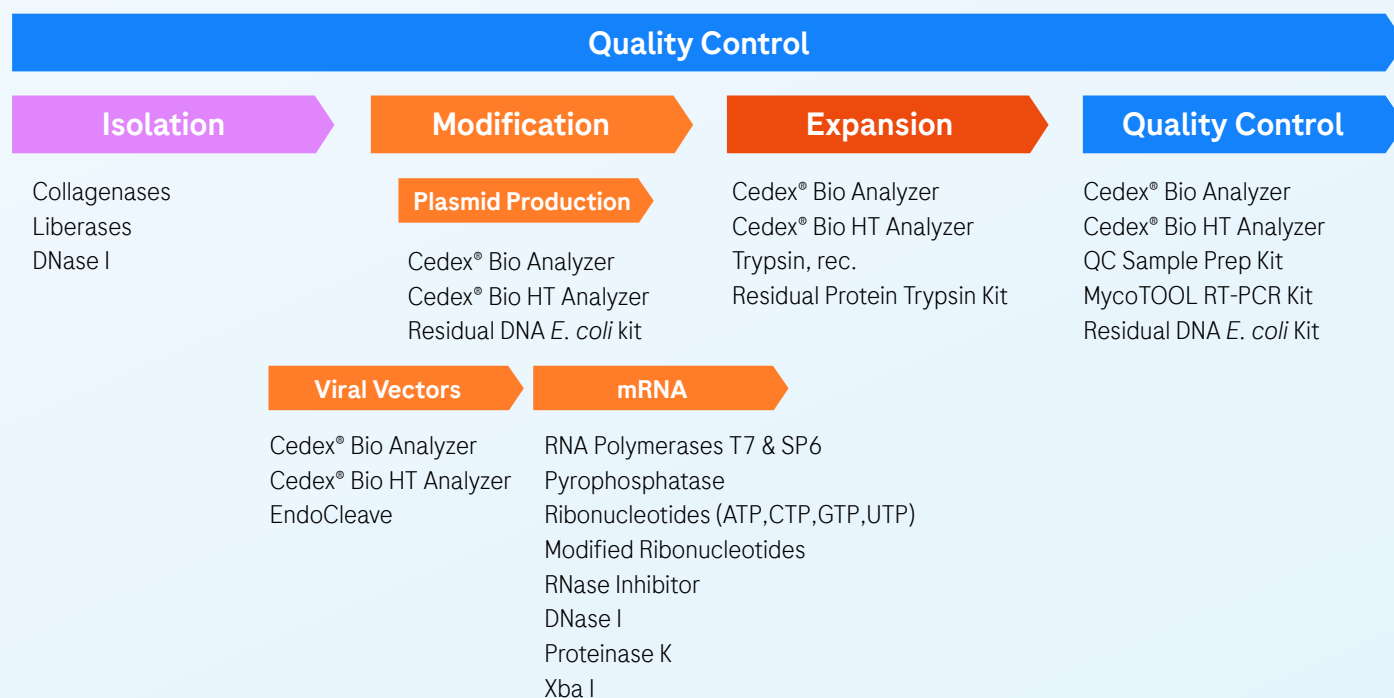 Quality Control
Isolation
Collagenases
Liberases
DNase I
Modification
Plasmid Production
Cedex® Bio Analyzer
Cedex® Bio HT Analyzer
Residual DNA E. coli kit
Viral Vectors
Cedex® Bio Analyzer
Cedex® Bio HT Analyzer
EndoCleave
mRNA
RNA Polymerases T7 & SP6
Pyrophosphatase
Ribonucleotides (ATP,CTP,GTP,UTP)
Modified Ribonucleotides
RNase Inhibitor
DNase I
Proteinase K
Xba I
Expansion
Cedex® Bio Analyzer
Cedex® Bio HT Analyzer
Trypsin, rec.
Residual Protein Trypsin Kit
Quality Control
Cedex® Bio Analyzer
Cedex® Bio HT Analyzer
QC Sample Prep Kit
MycoTOOL RT-PCR Kit
Residual DNA E. coli Kit